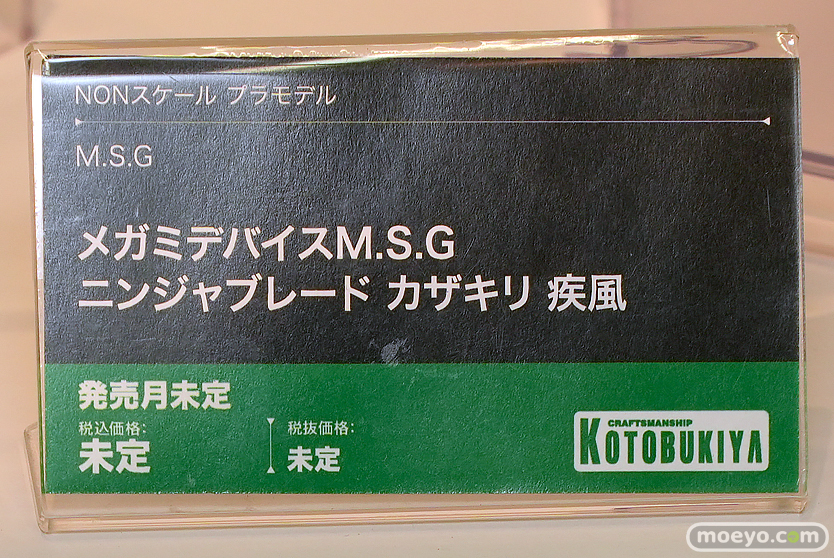 NONスケール プラモデル
M.S.G
メガミデバイスM.S.G
ニンジャブレード カザキリ 疾風
発売月未定
税込価格:
未定
税抜価格:
未定
CRAFTSMANSHIP
KOTOBUKIYA
moeyo.com